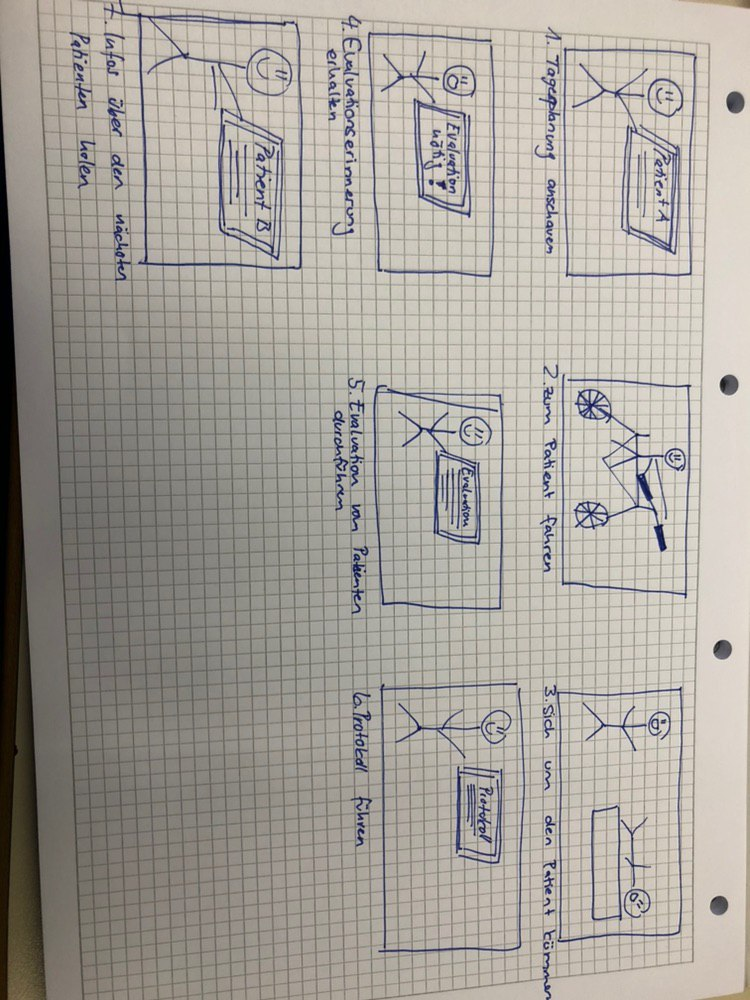 Patient A
1. Tagesplanung anschauen
2. zum Patient fahren
3. sich um den Patient kümmern
Evaluation
nötig!
4. Evaluationserinnerung
erhalten
Evaluation
5. Evaluation von Patienten
durchführen
Protokoll
6. Protokoll führen
Patient B
7. Infos über den nächsten
Patienten holen